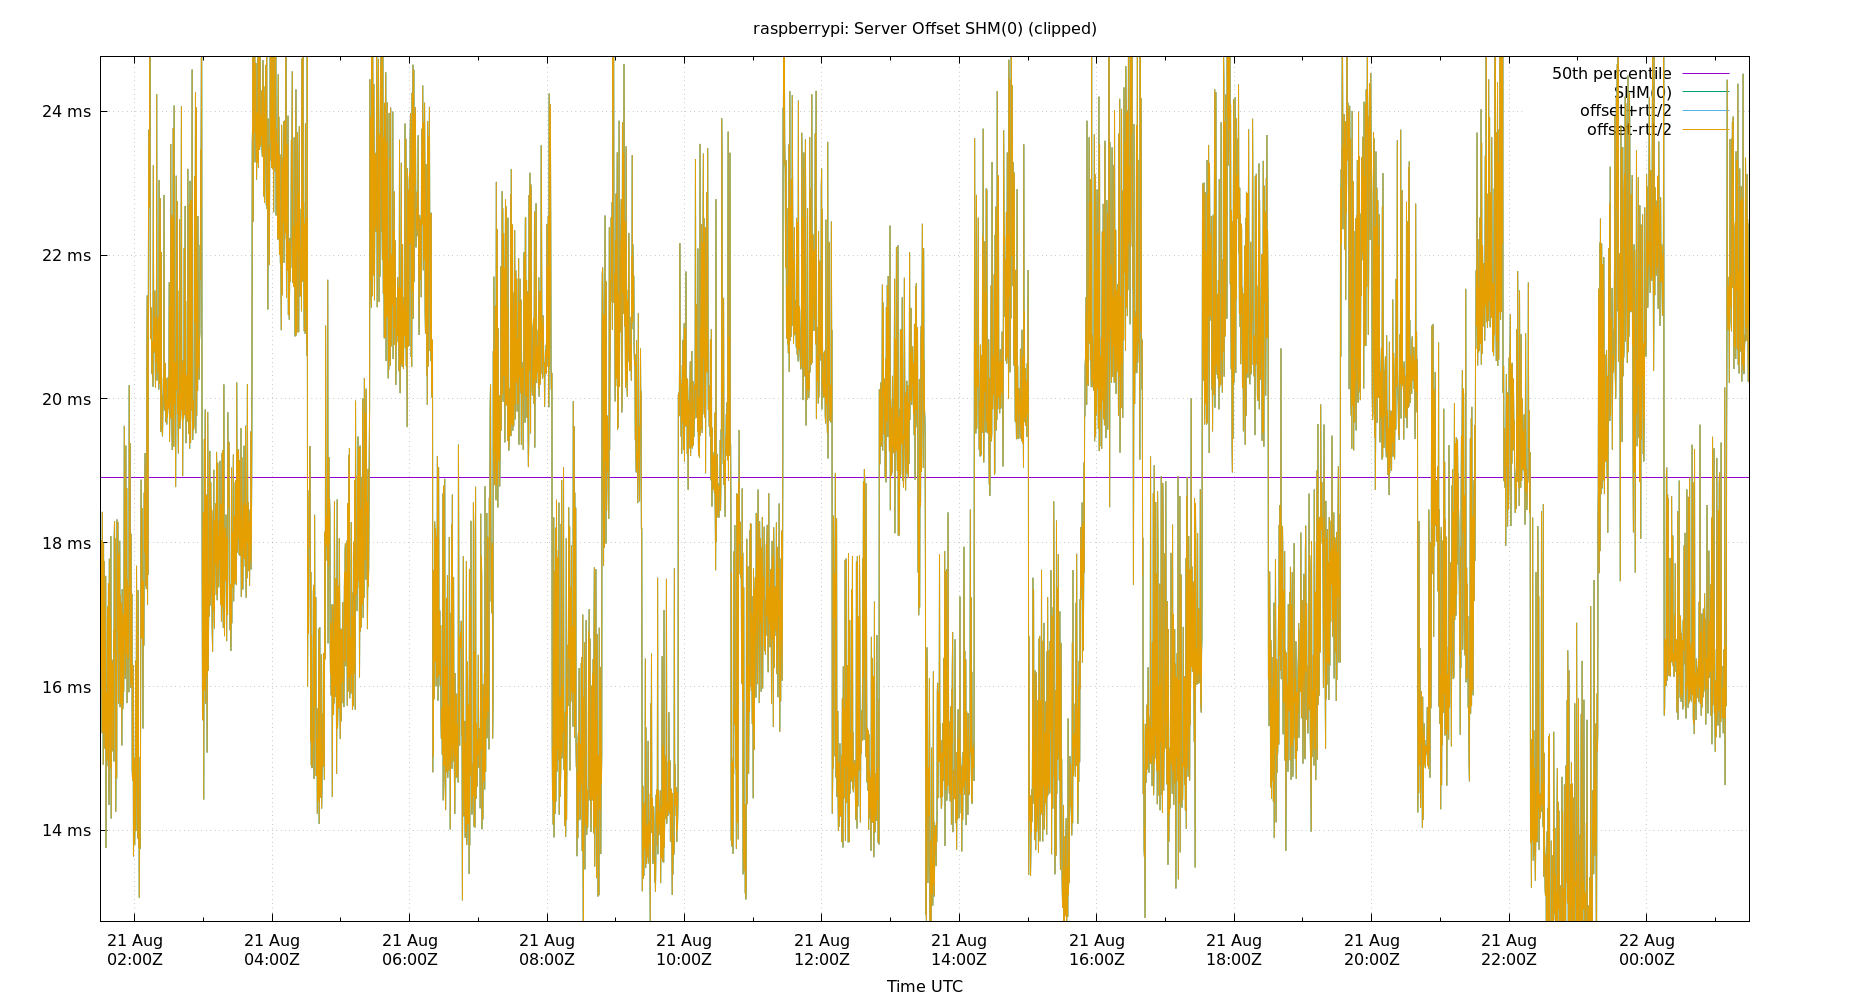 raspberrypi: Server Offset SHM(0) (clipped)
50th percentile
SHM(0)
offset+rtt/2
offset-rtt/2
24 ms
22 ms
20 ms
18 ms
16 ms
14 ms
21 Aug 21 Aug 21 Aug 21 Aug 21 Aug 21 Aug 21 Aug 21 Aug 21 Aug 21 Aug 21 Aug 22 Aug
02:00Z 04:00Z 06:00Z 08:00Z 10:00Z 12:00Z 14:00Z 16:00Z 18:00Z 20:00Z 22:00Z 00:00Z
Time UTC